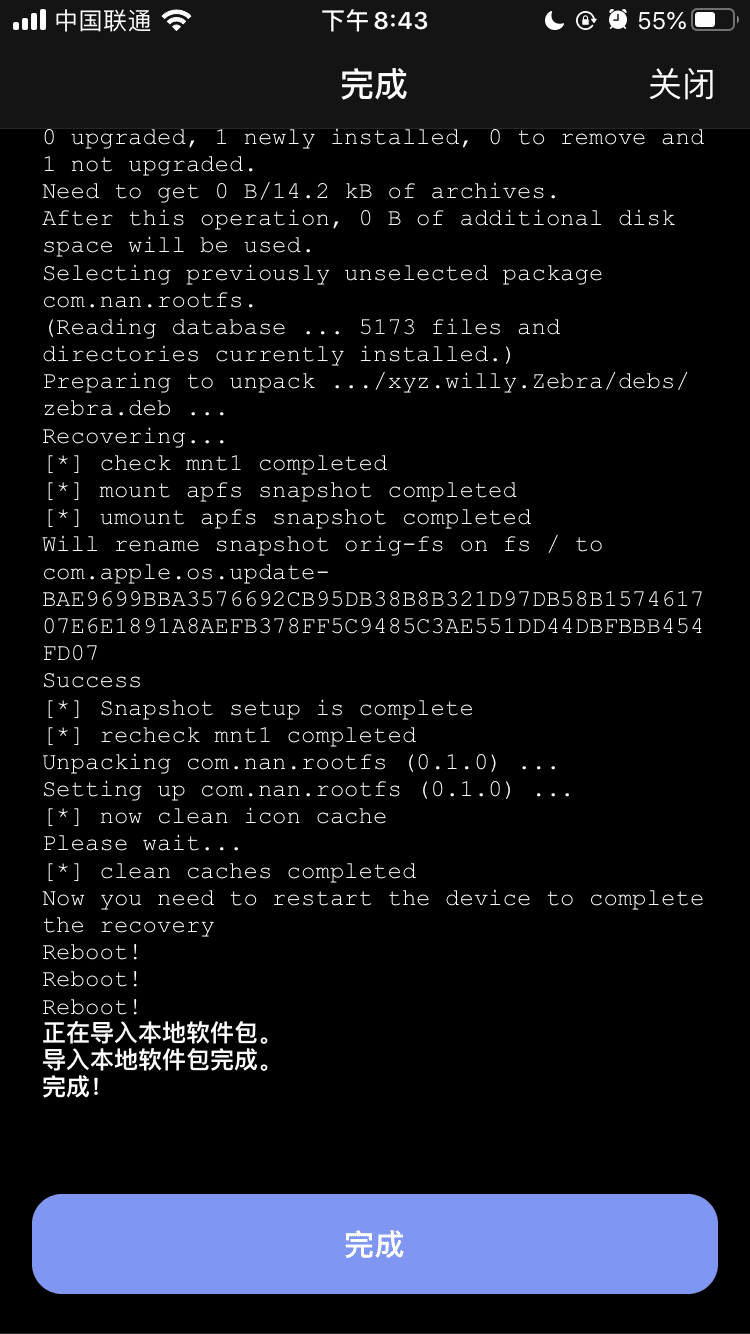 中国联通 下午8:43 55%
完成 关闭
0 upgraded, 1 newly installed, 0 to remove and
1 not upgraded.
Need to get 0 B/14.2 kB of archives.
After this operation, 0 B of additional disk
space will be used.
Selecting previously unselected package
com.nan.rootfs.
(Reading database ... 5173 files and
directories currently installed.)
Preparing to unpack .../xyz.willy.Zebra/debs/
zebra.deb ...
Recovering...
[*] check mnt1 completed
[*] mount apfs snapshot completed
[*] umount apfs snapshot completed
Will rename snapshot orig-fs on fs / to
com.apple.os.update-
BAE9699BBA3576692CB95DB38B8B321D97DB58B1574617
07E6E1891A8AEFB378FF5C9485C3AE551DD44DBFBBB454
FD07
Success
[*] Snapshot setup is complete
[*] recheck mnt1 completed
Unpacking com.nan.rootfs (0.1.0) ...
Setting up com.nan.rootfs (0.1.0) ...
[*] now clean icon cache
Please wait...
[*] clean caches completed
Now you need to restart the device to complete
the recovery
Reboot!
Reboot!
Reboot!
正在导入本地软件包。
导入本地软件包完成。
完成!
完成